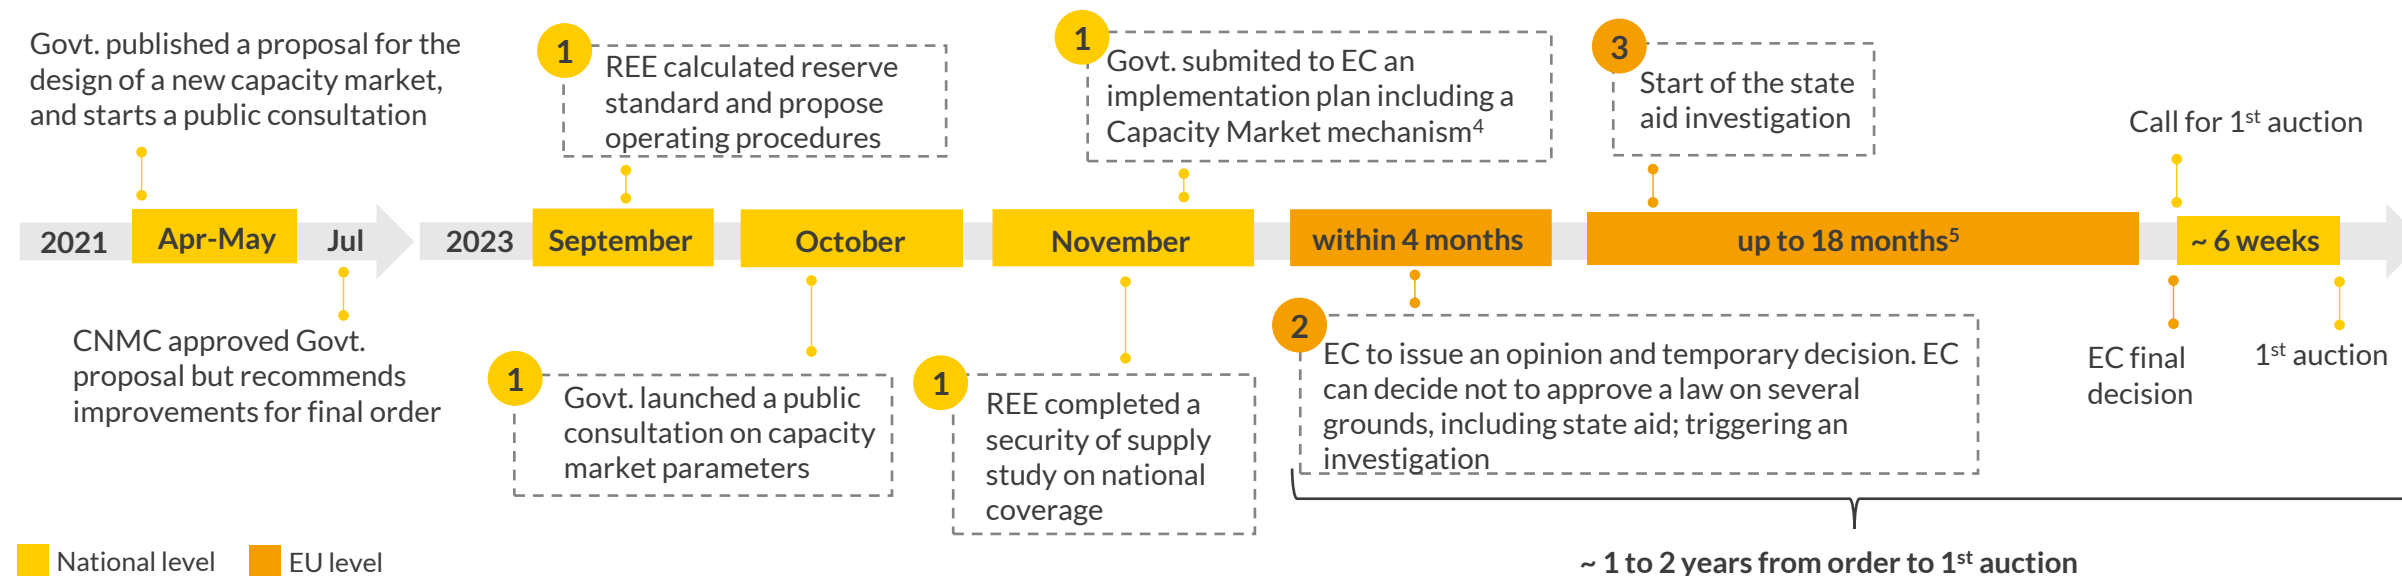 Govt. published a proposal for the
design of a new capacity market,
and starts a public consultation
1
REE calculated reserve
standard and propose
operating procedures
1
Govt. submited to EC an
implementation plan including a
Capacity Market mechanism⁴
3
Start of the state
aid investigation
Call for 1ˢᵗ auction
2021
Apr-May
Jul
2023
September
October
November
within 4 months
up to 18 months⁵
~ 6 weeks
CNMC approved Govt.
proposal but recommends
improvements for final order
1
Govt. launched a public
consultation on capacity
market parameters
1
REE completed a
security of supply
study on national
coverage
2
EC to issue an opinion and temporary decision. EC
can decide not to approve a law on several
grounds, including state aid; triggering an
investigation
EC final
decision
1ˢᵗ auction
~ 1 to 2 years from order to 1ˢᵗ auction
National level
EU level